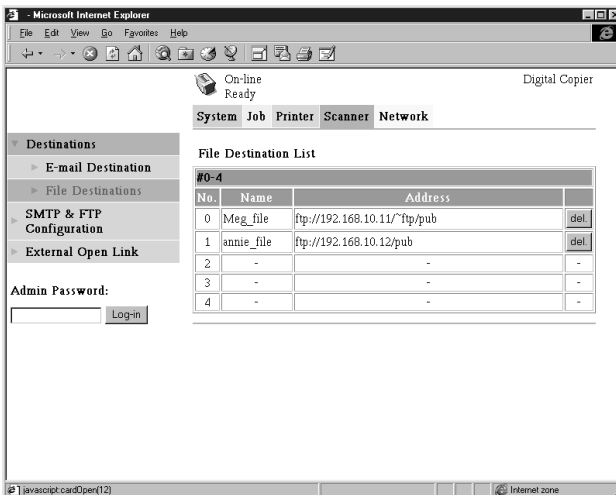 - Microsoft Internet Explorer
File Edit View Go Favorites Help
On-line
Ready
Digital Copier
System Job Printer Scanner Network
Destinations
E-mail Destination
File Destinations
SMTP & FTP
Configuration
External Open Link
Admin Password:
Log-in
File Destination List
#0-4
No. Name Address
0 Meg_file ftp://192.168.10.11/~ftp/pub del.
1 annie_file ftp://192.168.10.12/pub del.
2 - - -
3 - - -
4 - - -
javascript:cardOpen(12)
Internet zone